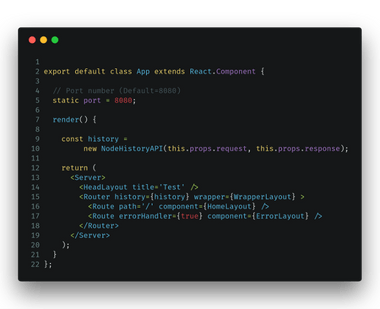 1
2 export default class App extends React.Component {
3
4 // Port number (Default=8080)
5 static port = 8080;
6
7 render() {
8
9 const history =
10 new NodeHistoryAPI(this.props.request, this.props.response);
11
12 return (
13 <Server>
14 <HeadLayout title='Test' />
15 <Router history={history} wrapper={WrapperLayout} >
16 <Route path='/' component={HomeLayout} />
17 <Route errorHandler={true} component={ErrorLayout} />
18 </Router>
19 </Server>
20 );
21 }
22 };